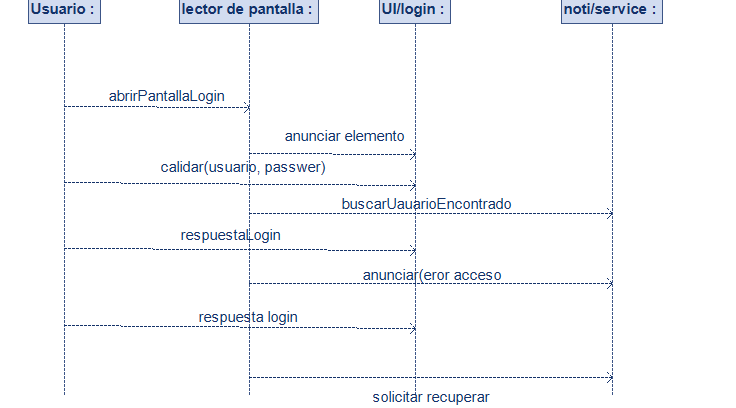 Usuario :
lector de pantalla :
UI/login :
noti/service :
abrirPantallaLogin
anunciar elemento
calidar(usuario, passwer)
buscarUauarioEncontrado
respuestaLogin
anunciar(eror acceso
respuesta login
solicitar recuperar